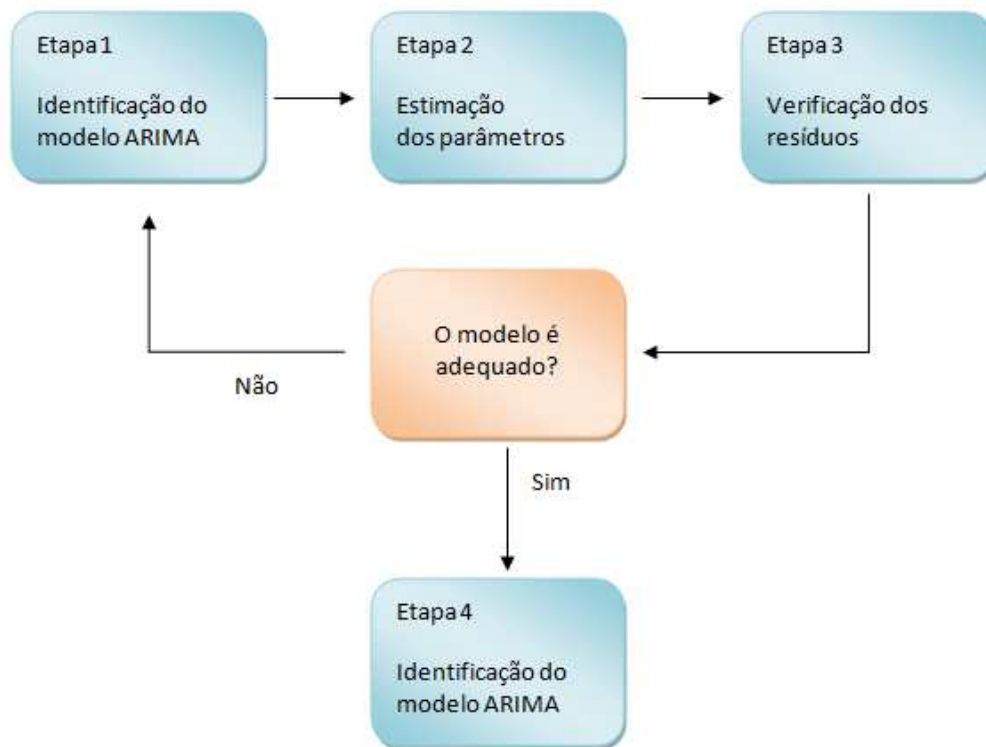 Etapa 1
Identificação do
modelo ARIMA
Etapa 2
Estimação
dos parâmetros
Etapa 3
Verificação dos
resíduos
O modelo é
adequado?
Não
Sim
Etapa 4
Identificação do
modelo ARIMA